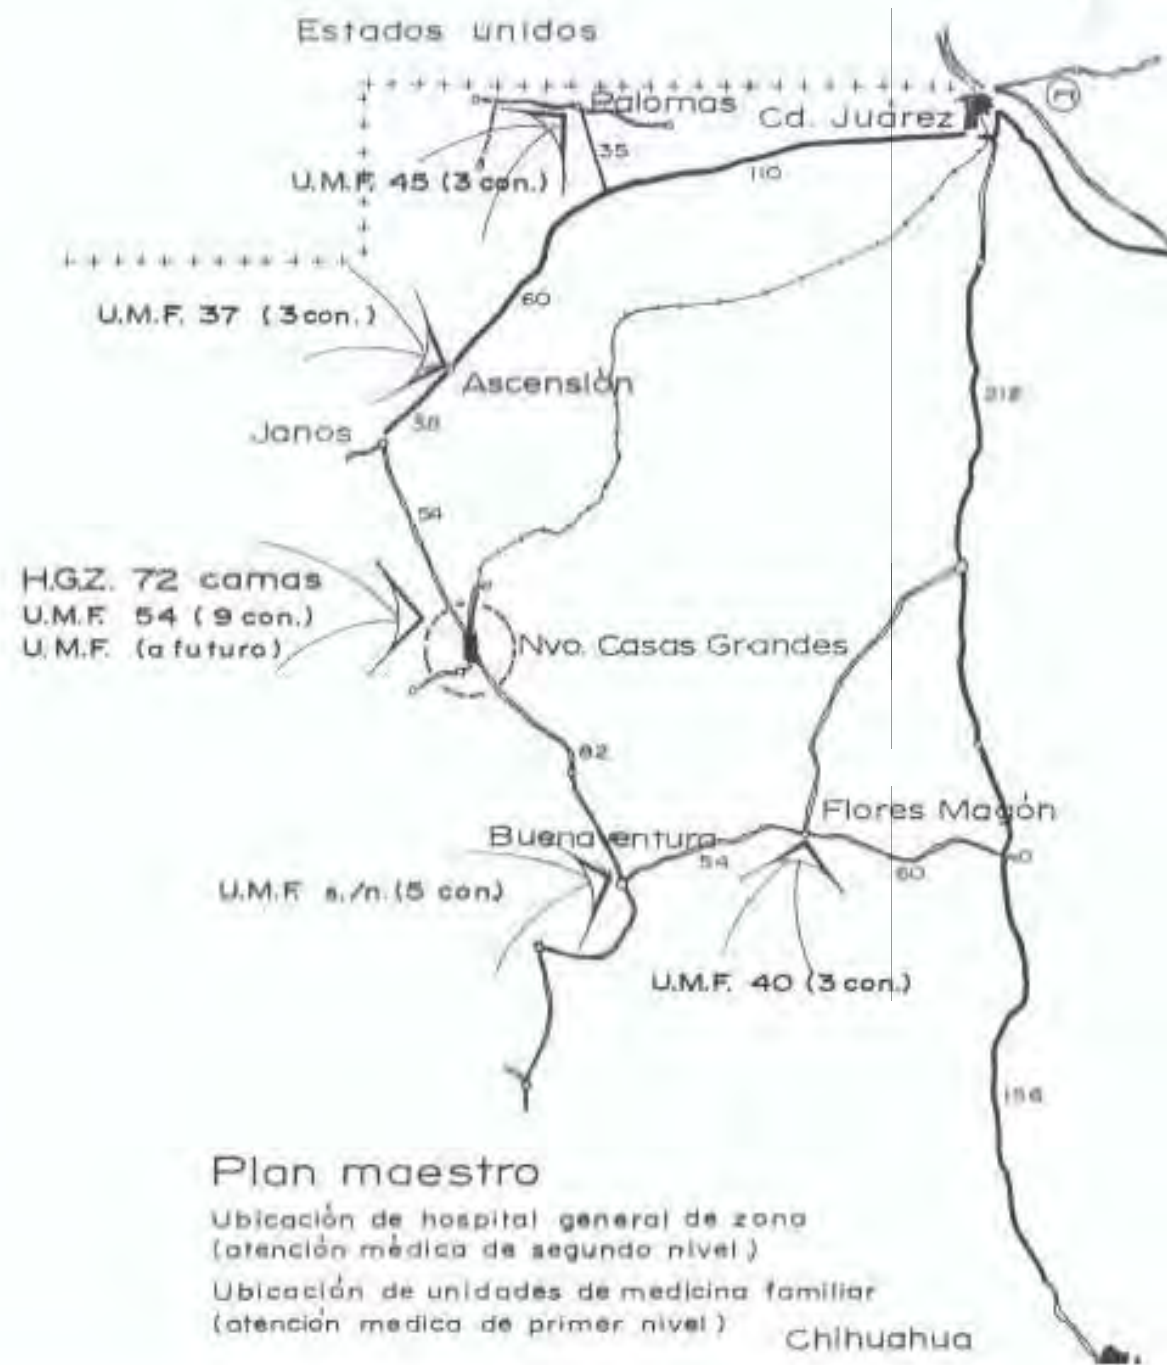 Estados unidos
Palomas
Cd. Juárez
35
110
U.M.F. 45 (3 con.)
60
U.M.F. 37 (3 con.)
Ascensión
Janos
212
54
H.G.Z. 72 camas
U.M.F. 54 (9 con.)
U.M.F. (a futuro)
Nvo. Casas Grandes
82
Flores Magón
Buenaventura
54
60
U.M.F. s./n. (5 con.)
U.M.F. 40 (3 con.)
156
Plan maestro
Ubicación de hospital general de zona
(atención médica de segundo nivel)
Ubicación de unidades de medicina familiar
(atención medica de primer nivel)
Chihuahua